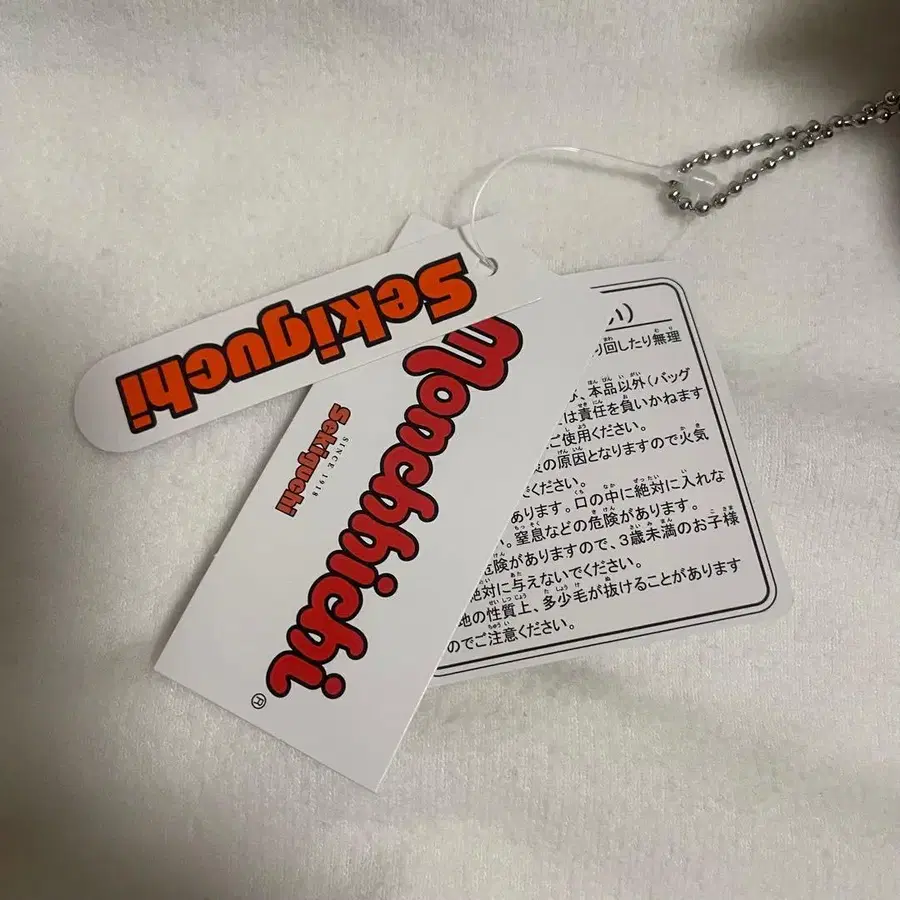 Sekiguchi
Monchhichi
®
SINCE 1918
Sekiguchi
い)
回したり無理
、本品以外(バッグ
は責任を負いかねます
ご使用ください。
の原因となりますので火気
ください。
あります。口の中に絶対に入れな
。窒息などの危険があります。
危険がありますので、3歳未満のお子様
絶対に与えないでください。
地の性質上、多少毛が抜けることがあります
のでご注意ください。